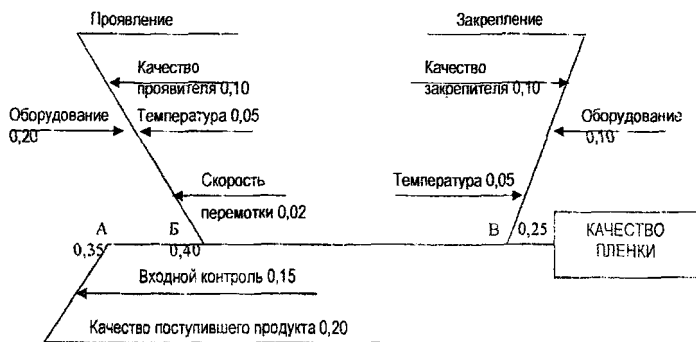 Проявление
Закрепление
Качество
проявителя 0,10
Качество
закрепителя 0,10
Оборудование
0,20
Температура 0,05
Оборудование
0,10
Скорость
перемотки 0,02
Температура 0,05
А
Б
В
0,25
0,35
0,40
КАЧЕСТВО
ПЛЕНКИ
Входной контроль 0,15
Качество поступившего продукта 0,20